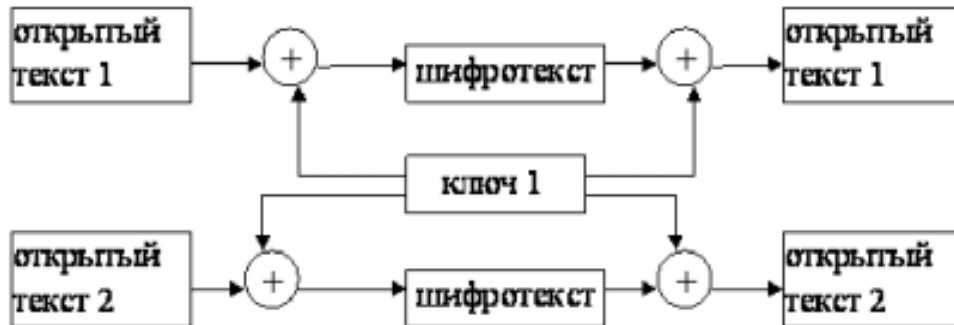 открытый
текст 1
+
шифротекст
+
открытый
текст 1
ключ 1
открытый
текст 2
+
шифротекст
+
открытый
текст 2